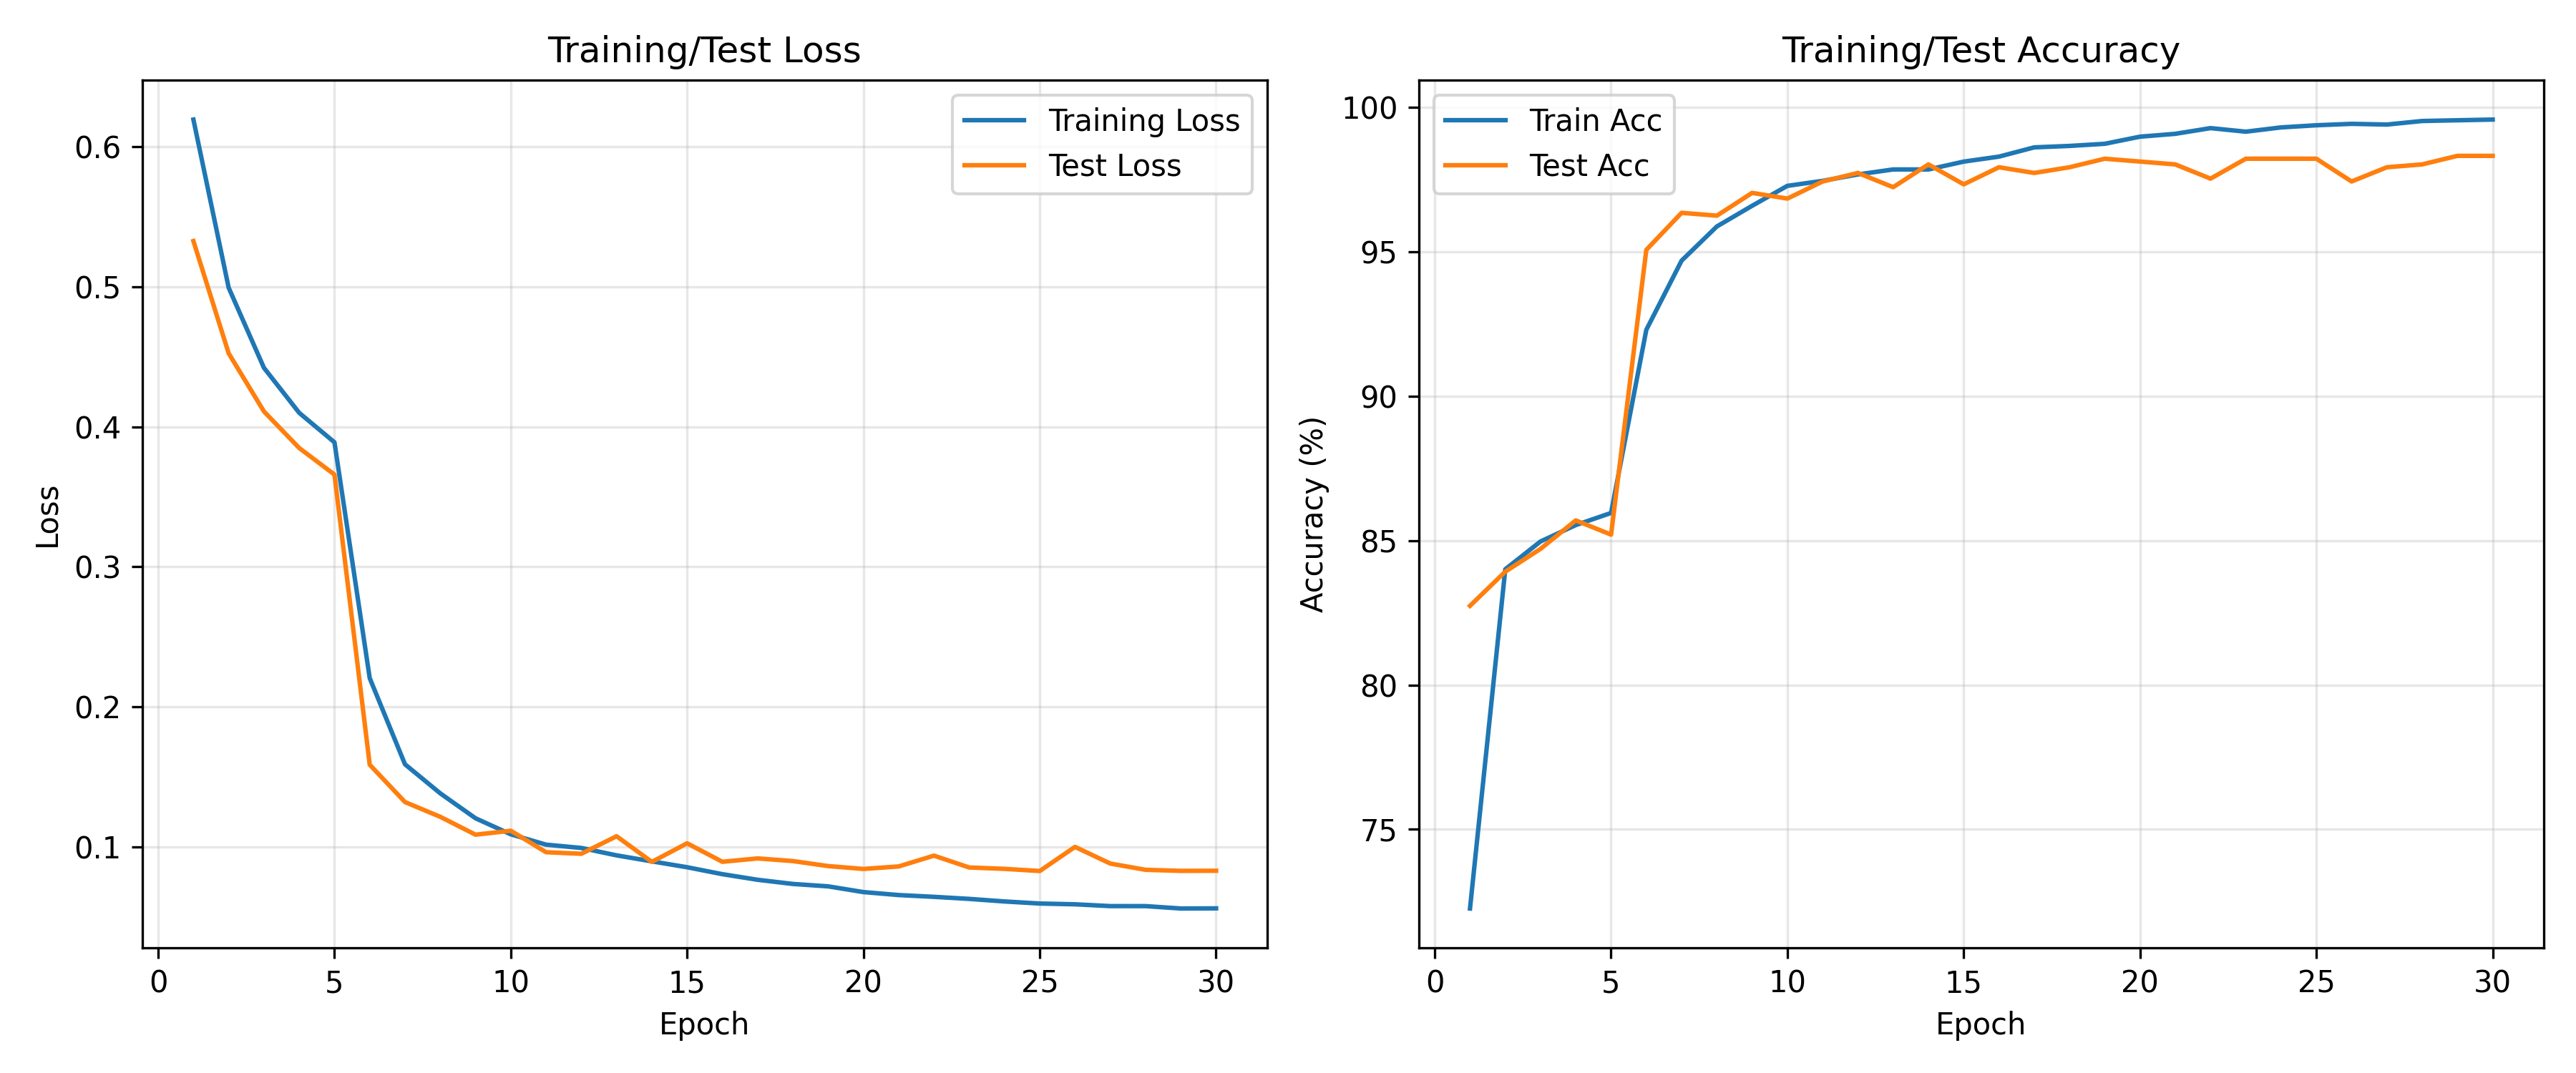 Training/Test Loss
Training Loss
Test Loss
Loss
0.6
0.5
0.4
0.3
0.2
0.1
0 5 10 15 20 25 30
Epoch
Training/Test Accuracy
Train Acc
Test Acc
Accuracy (%)
100
95
90
85
80
75
0 5 10 15 20 25 30
Epoch